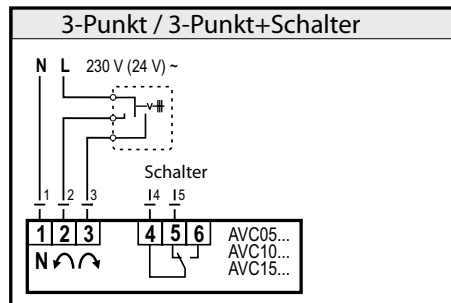 3-Punkt / 3-Punkt+Schalter
N L 230 V (24 V) ~
Schalter
1 2 3 4 5
1 2 3 4 5 6
N
AVC05...
AVC10...
AVC15...